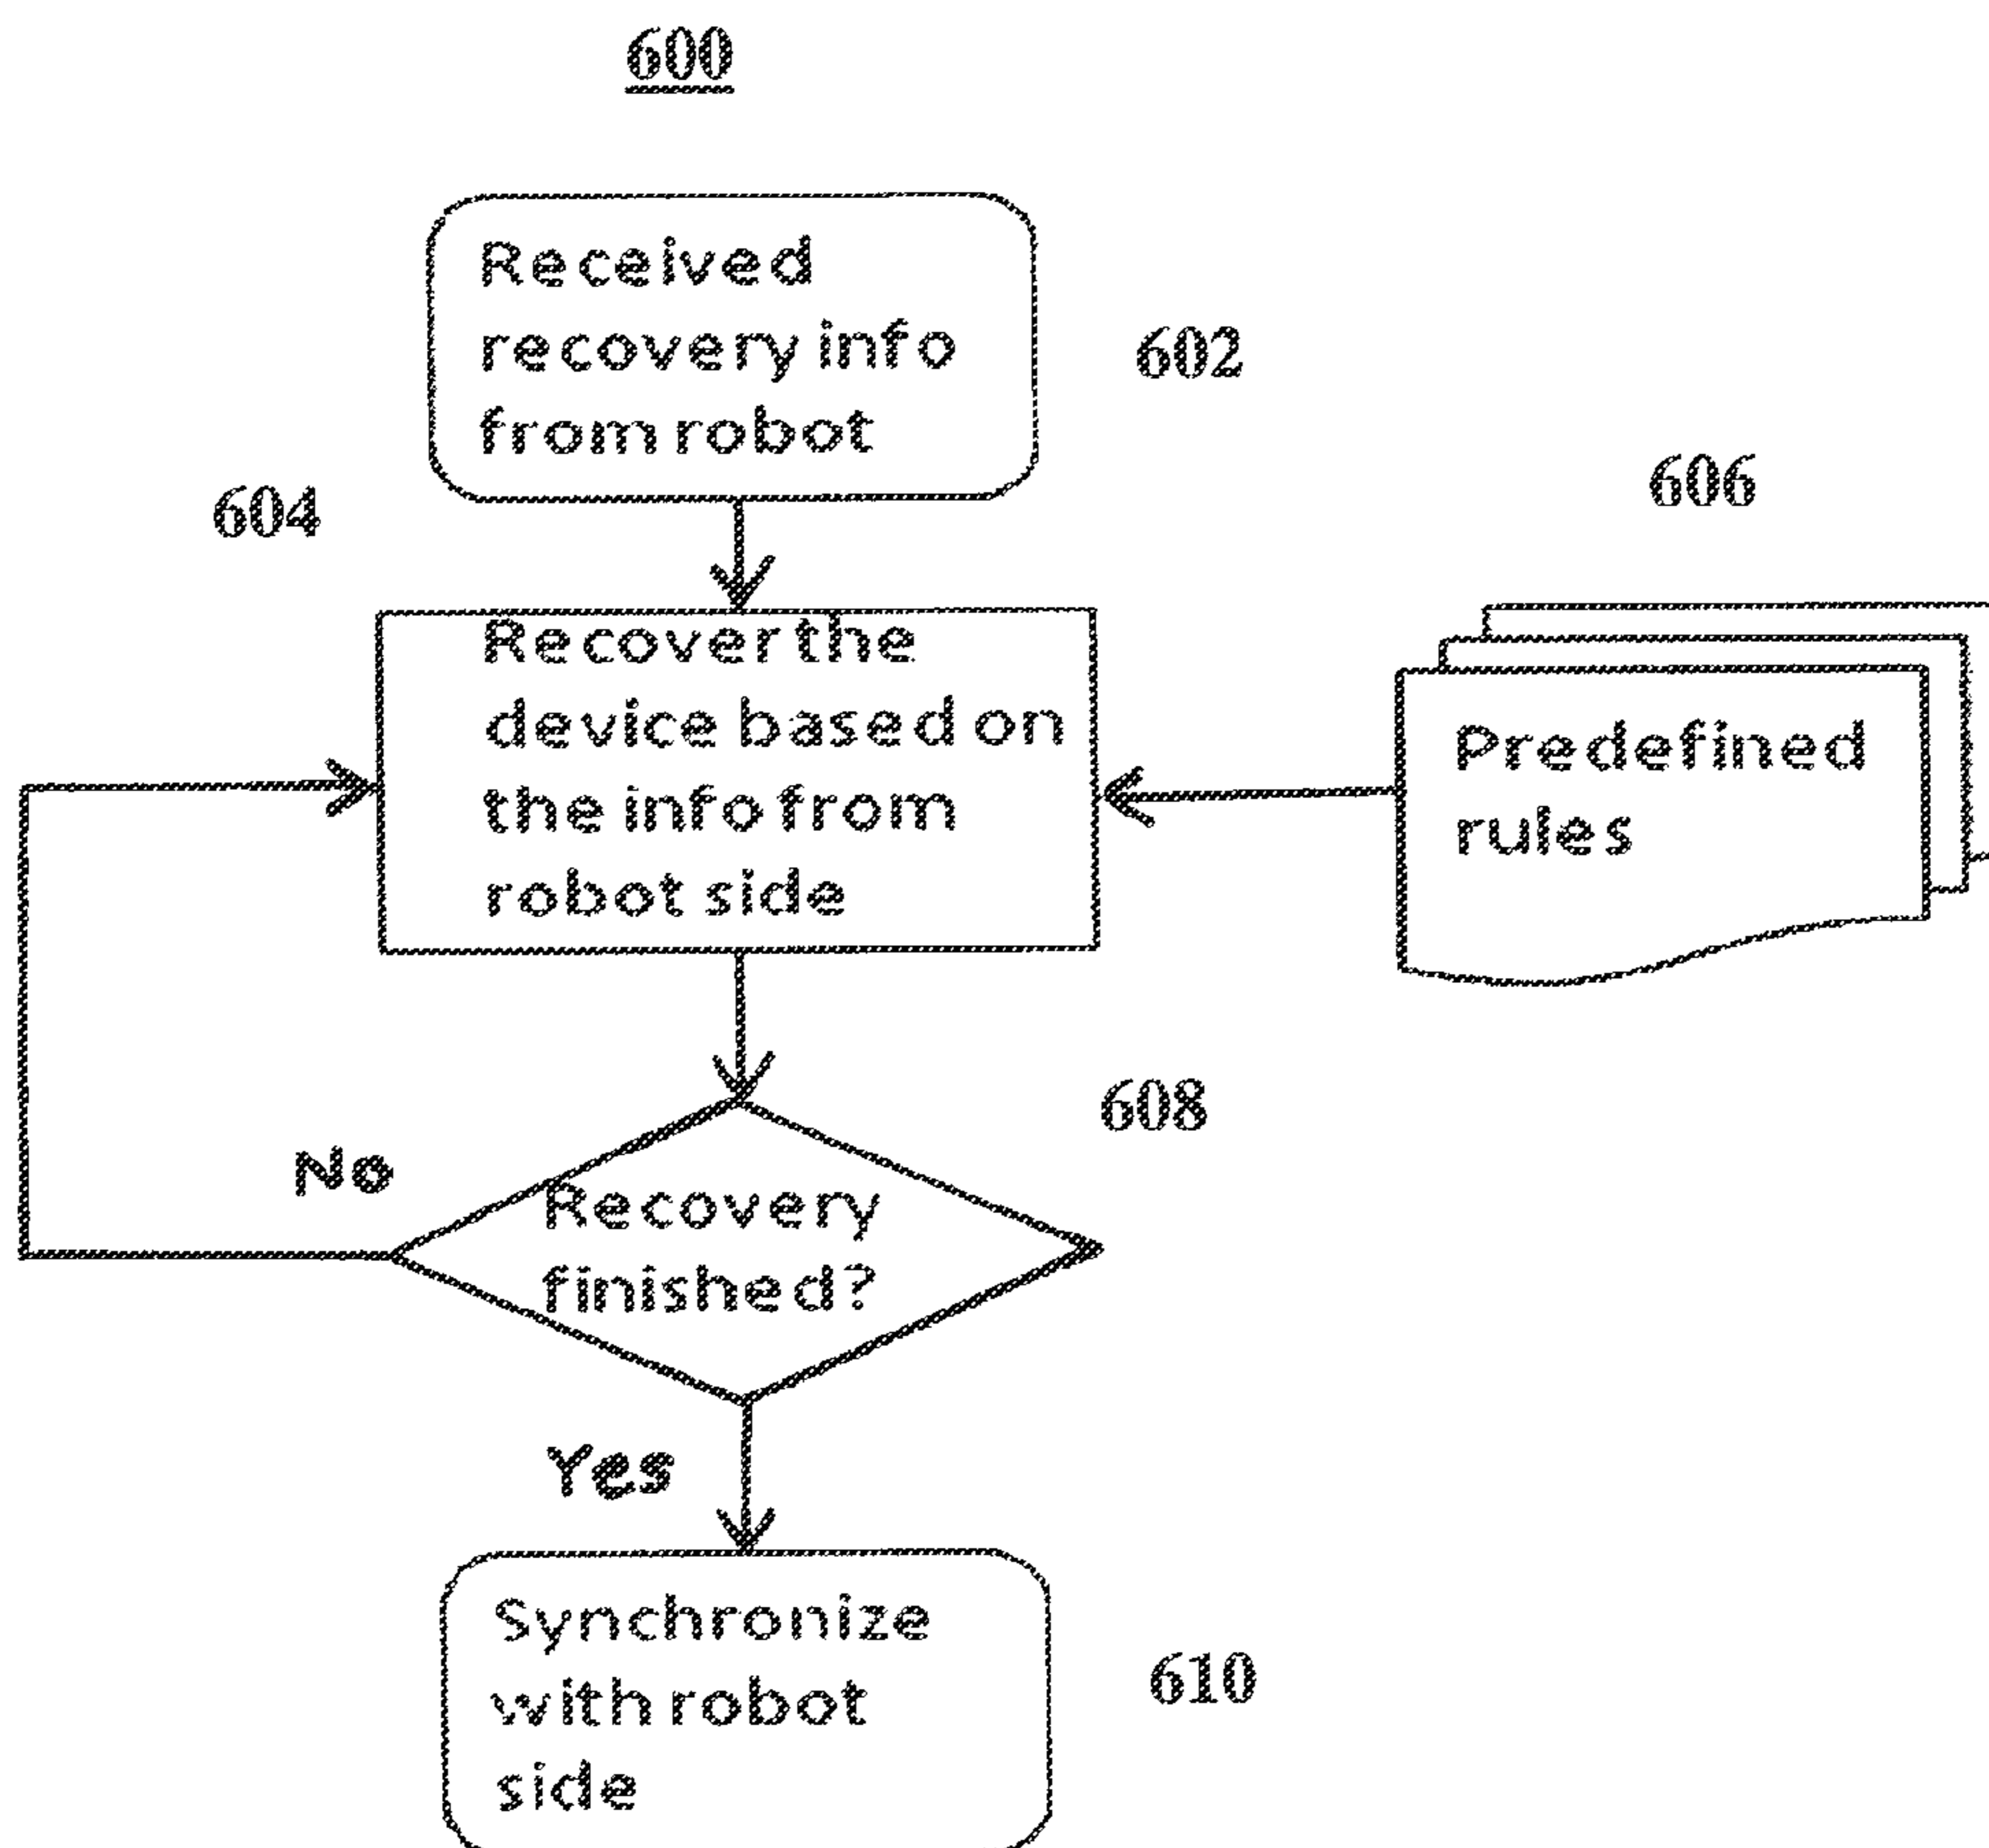 600
Received
recovery info
from robot
602
604
606
Recover the
device based on
the info from
robot side
Predefined
rules
608
No
Recovery
finished?
Yes
Synchronize
with robot
side
610